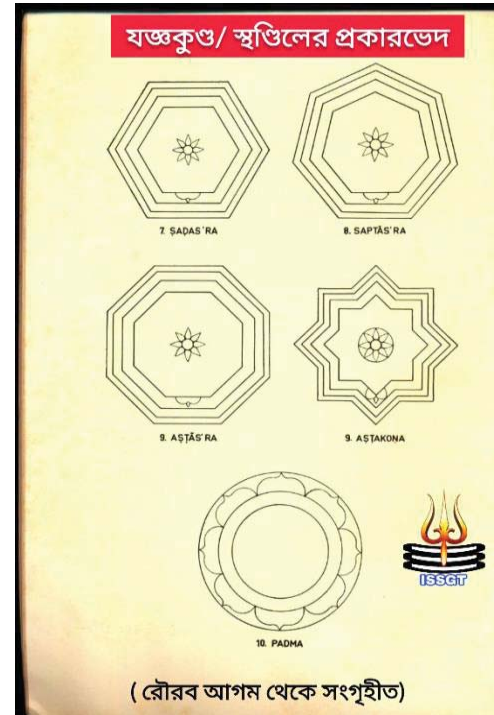 যজ্ঞকুণ্ড/ স্থণ্ডিলের প্রকারভেদ
7. ṢAḌAS'RA
8. SAPTĀS'RA
9. AṢṬĀS'RA
9. AṢṬAKOṆA
10. PADMA
ISSGT
( রৌরব আগম থেকে সংগৃহীত)